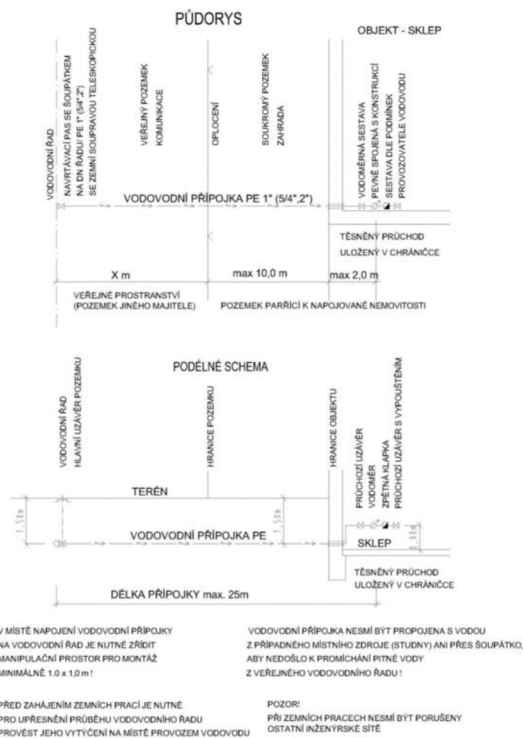 PŮDORYS
OBJEKT - SKLEP
VODOVODNÍ ŘAD
NAVRTÁVACÍ PAS SE ŠOUPÁTKEM
NA DN ŘADU/ PE 1" (5/4",2")
SE ZEMNÍ SOUPRAVOU TELESKOPICKOU
VEŘEJNÝ POZEMEK
KOMUNIKACE
OPLOCENÍ
SOUKROMÝ POZEMEK
ZAHRADA
VODOMĚRNÁ SESTAVA
PEVNĚ SPOJENÁ S KONSTRUKCÍ
SESTAVA DLE PODMÍNEK
PROVOZOVATELE VODOVODU
VODOVODNÍ PŘÍPOJKA PE 1" (5/4",2")
TĚSNĚNÝ PRŮCHOD
ULOŽENÝ V CHRÁNIČCE
X m
max 10,0 m
max 2,0 m
VEŘEJNÉ PROSTRANSTVÍ
(POZEMEK JINÉHO MAJITELE)
POZEMEK PARŘÍCÍ K NAPOJOVANÉ NEMOVITOSTI
PODÉLNÉ SCHEMA
VODOVODNÍ ŘAD
HLAVNÍ UZÁVĚR POZEMKU
HRANICE POZEMKU
HRANICE OBJEKTU
PRŮCHOZÍ UZÁVĚR
VODOMĚR
ZPĚTNÁ KLAPKA
PRŮCHOZÍ UZÁVĚR S VYPOUŠTĚNÍM
TERÉN
1,50m
1,50m
VODOVODNÍ PŘÍPOJKA PE
SKLEP
TĚSNĚNÝ PRŮCHOD
ULOŽENÝ V CHRÁNIČCE
DÉLKA PŘÍPOJKY max. 25m
V MÍSTĚ NAPOJENÍ VODOVODNÍ PŘÍPOJKY
NA VODOVODNÍ ŘAD JE NUTNÉ ZŘÍDIT
MANIPULAČNÍ PROSTOR PRO MONTÁŽ
MINIMÁLNĚ 1.0 x 1,0 m !
VODOVODNÍ PŘÍPOJKA NESMÍ BÝT PROPOJENA S VODOU
Z PŘÍPADNÉHO MÍSTNÍHO ZDROJE (STUDNY) ANI PŘES ŠOUPÁTKO,
ABY NEDOŠLO K PROMÍCHÁNÍ PITNÉ VODY
Z VEŘEJNÉHO VODOVODNÍHO ŘADU !
PŘED ZAHÁJENÍM ZEMNÍCH PRACÍ JE NUTNÉ
PRO UPŘESNĚNÍ PRŮBĚHU VODOVODNÍHO ŘADU
PROVÉST JEHO VYTÝČENÍ NA MÍSTĚ PROVOZEM VODOVODU
POZOR!
PŘI ZEMNÍCH PRACECH NESMÍ BÝT PORUŠENY
OSTATNÍ INŽENÝRSKÉ SÍTĚ